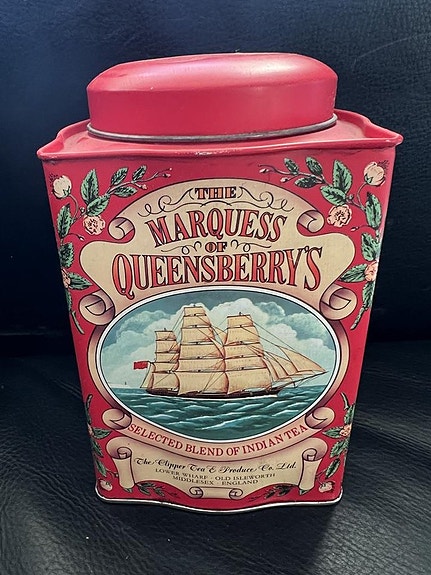 THE
MARQUESS
OF
QUEENSBERRY'S
SELECTED BLEND OF INDIAN TEA
The Clipper Tea & Produce Co. Ltd.
LOWER WHARF · OLD ISLEWORTH
MIDDLESEX · ENGLAND